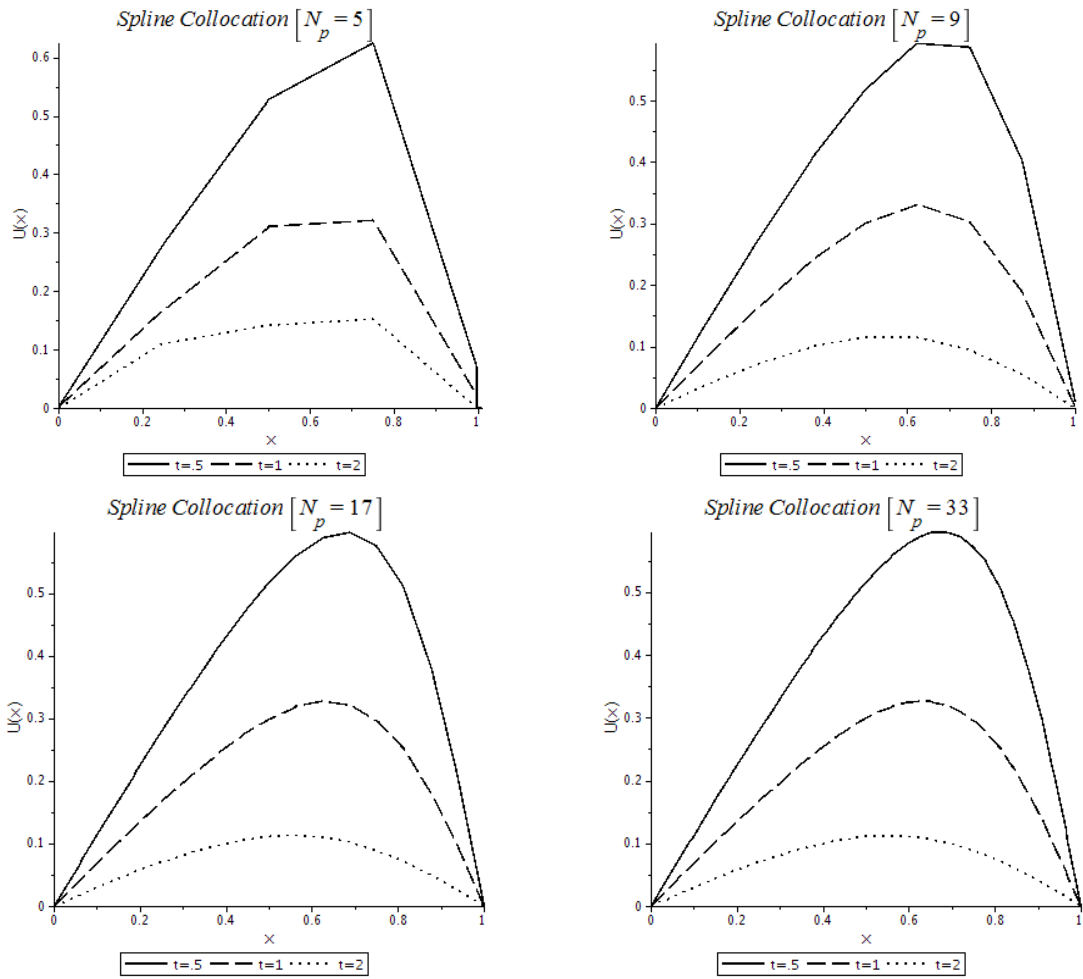 Spline Collocation [N_p = 5]
0.6
0.5
0.4
0.3
0.2
0.1
0
U(x)
0 0.2 0.4 0.6 0.8 1
x
t=.5 t=1 t=2
Spline Collocation [N_p = 9]
0.5
0.4
0.3
0.2
0.1
0
U(x)
0 0.2 0.4 0.6 0.8 1
x
t=.5 t=1 t=2
Spline Collocation [N_p = 17]
0.5
0.4
0.3
0.2
0.1
0
U(x)
0 0.2 0.4 0.6 0.8 1
x
t=.5 t=1 t=2
Spline Collocation [N_p = 33]
0.5
0.4
0.3
0.2
0.1
0
U(x)
0 0.2 0.4 0.6 0.8 1
x
t=.5 t=1 t=2